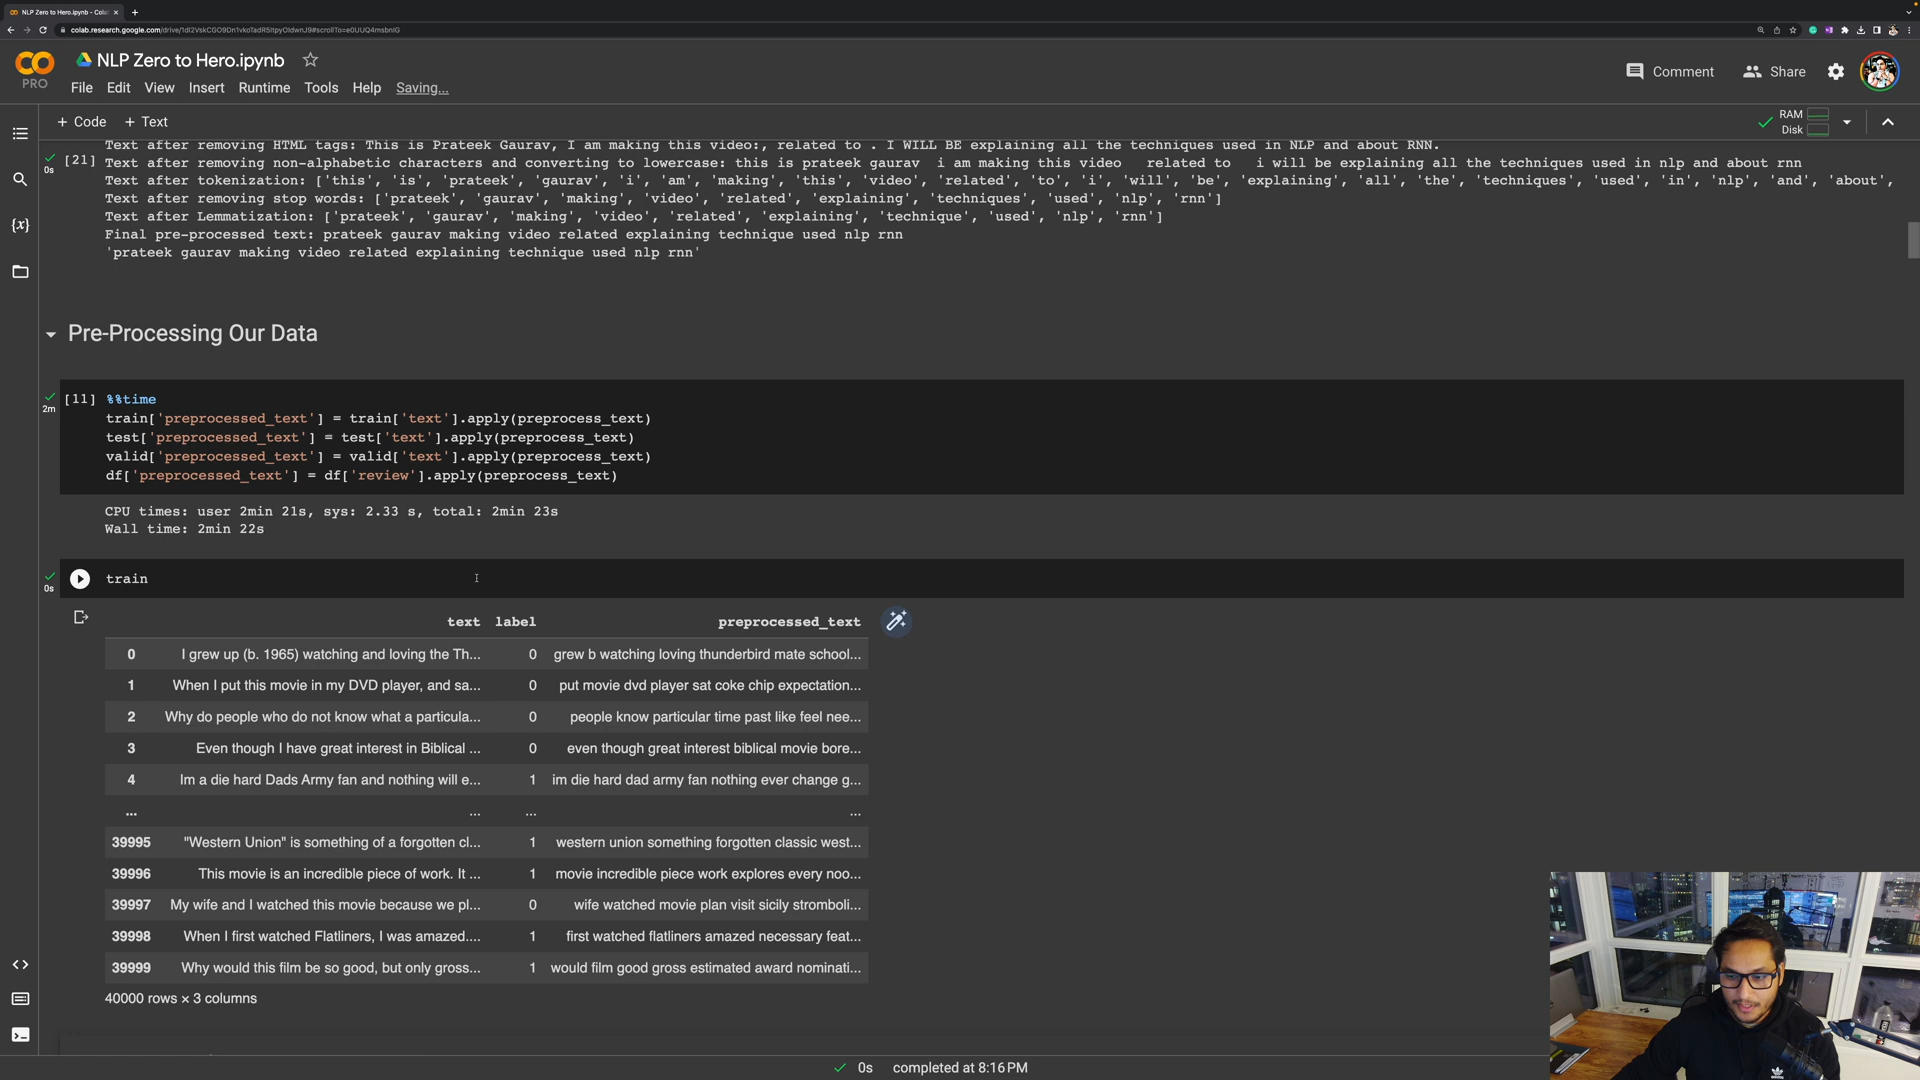 NLP Zero to Hero.ipynb - Colab
colab.research.google.com
PRO
NLP Zero to Hero.ipynb
File Edit View Insert Runtime Tools Help Saving...
Comment
Share
+ Code + Text
RAM
Disk
Text after removing HTML tags: This is Prateek Gaurav, I am making this video:, related to . I WILL BE explaining all the techniques used in NLP and about RNN.
[21]
0s
Text after removing non-alphabetic characters and converting to lowercase: this is prateek gaurav i am making this video related to i will be explaining all the techniques used in nlp and about rnn
Text after tokenization: ['this', 'is', 'prateek', 'gaurav', 'i', 'am', 'making', 'this', 'video', 'related', 'to', 'i', 'will', 'be', 'explaining', 'all', 'the', 'techniques', 'used', 'in', 'nlp', 'and', 'about',
Text after removing stop words: ['prateek', 'gaurav', 'making', 'video', 'related', 'explaining', 'techniques', 'used', 'nlp', 'rnn']
Text after Lemmatization: ['prateek', 'gaurav', 'making', 'video', 'related', 'explaining', 'technique', 'used', 'nlp', 'rnn']
Final pre-processed text: prateek gaurav making video related explaining technique used nlp rnn
'prateek gaurav making video related explaining technique used nlp rnn'
Pre-Processing Our Data
[11] %%time
2m
train['preprocessed_text'] = train['text'].apply(preprocess_text)
test['preprocessed_text'] = test['text'].apply(preprocess_text)
valid['preprocessed_text'] = valid['text'].apply(preprocess_text)
df['preprocessed_text'] = df['review'].apply(preprocess_text)
CPU times: user 2min 21s, sys: 2.33 s, total: 2min 23s
Wall time: 2min 22s
train
0s
text label preprocessed_text
0 I grew up (b. 1965) watching and loving the Th... 0 grew b watching loving thunderbird mate school...
1 When I put this movie in my DVD player, and sa... 0 put movie dvd player sat coke chip expectation...
2 Why do people who do not know what a particula... 0 people know particular time past like feel nee...
3 Even though I have great interest in Biblical ... 0 even though great interest biblical movie bore...
4 Im a die hard Dads Army fan and nothing will e... 1 im die hard dad army fan nothing ever change g...
... ... ... ...
39995 "Western Union" is something of a forgotten cl... 1 western union something forgotten classic west...
39996 This movie is an incredible piece of work. It ... 1 movie incredible piece work explores every noo...
39997 My wife and I watched this movie because we pl... 0 wife watched movie plan visit sicily stromboli...
39998 When I first watched Flatliners, I was amazed.... 1 first watched flatliners amazed necessary feat...
39999 Why would this film be so good, but only gross... 1 would film good gross estimated award nominati...
40000 rows × 3 columns
0s completed at 8:16 PM